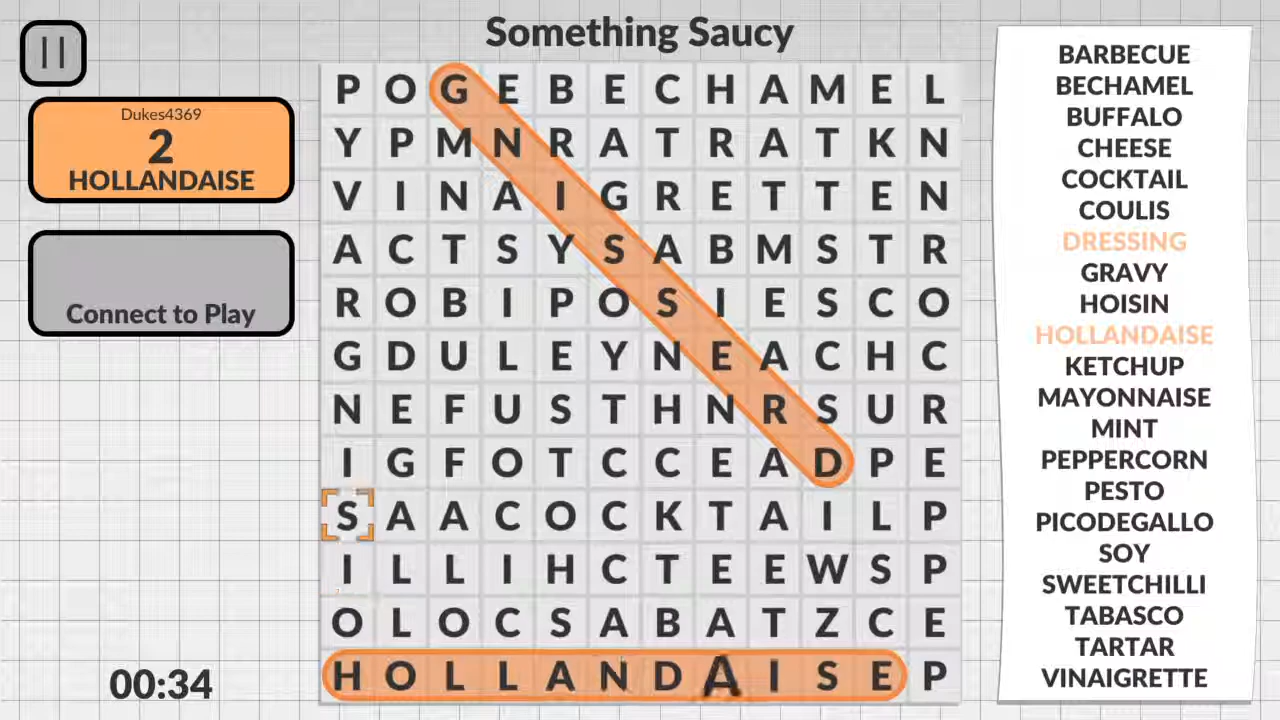 Something Saucy
Dukes4369
2
HOLLANDAISE
Connect to Play
00:34
P O G E B E C H A M E L
Y P M N R A T R A T K N
V I N A I G R E T T E N
A C T S Y S A B M S T R
R O B I P O S I E S C O
G D U L E Y N E A C H C
N E F U S T H N R S U R
I G F O T C C E A D P E
S A A C O C K T A I L P
I L L I H C T E E W S P
O L O C S A B A T Z C E
H O L L A N D A I S E P
BARBECUE
BECHAMEL
BUFFALO
CHEESE
COCKTAIL
COULIS
DRESSING
GRAVY
HOISIN
HOLLANDAISE
KETCHUP
MAYONNAISE
MINT
PEPPERCORN
PESTO
PICODEGALLO
SOY
SWEETCHILLI
TABASCO
TARTAR
VINAIGRETTE